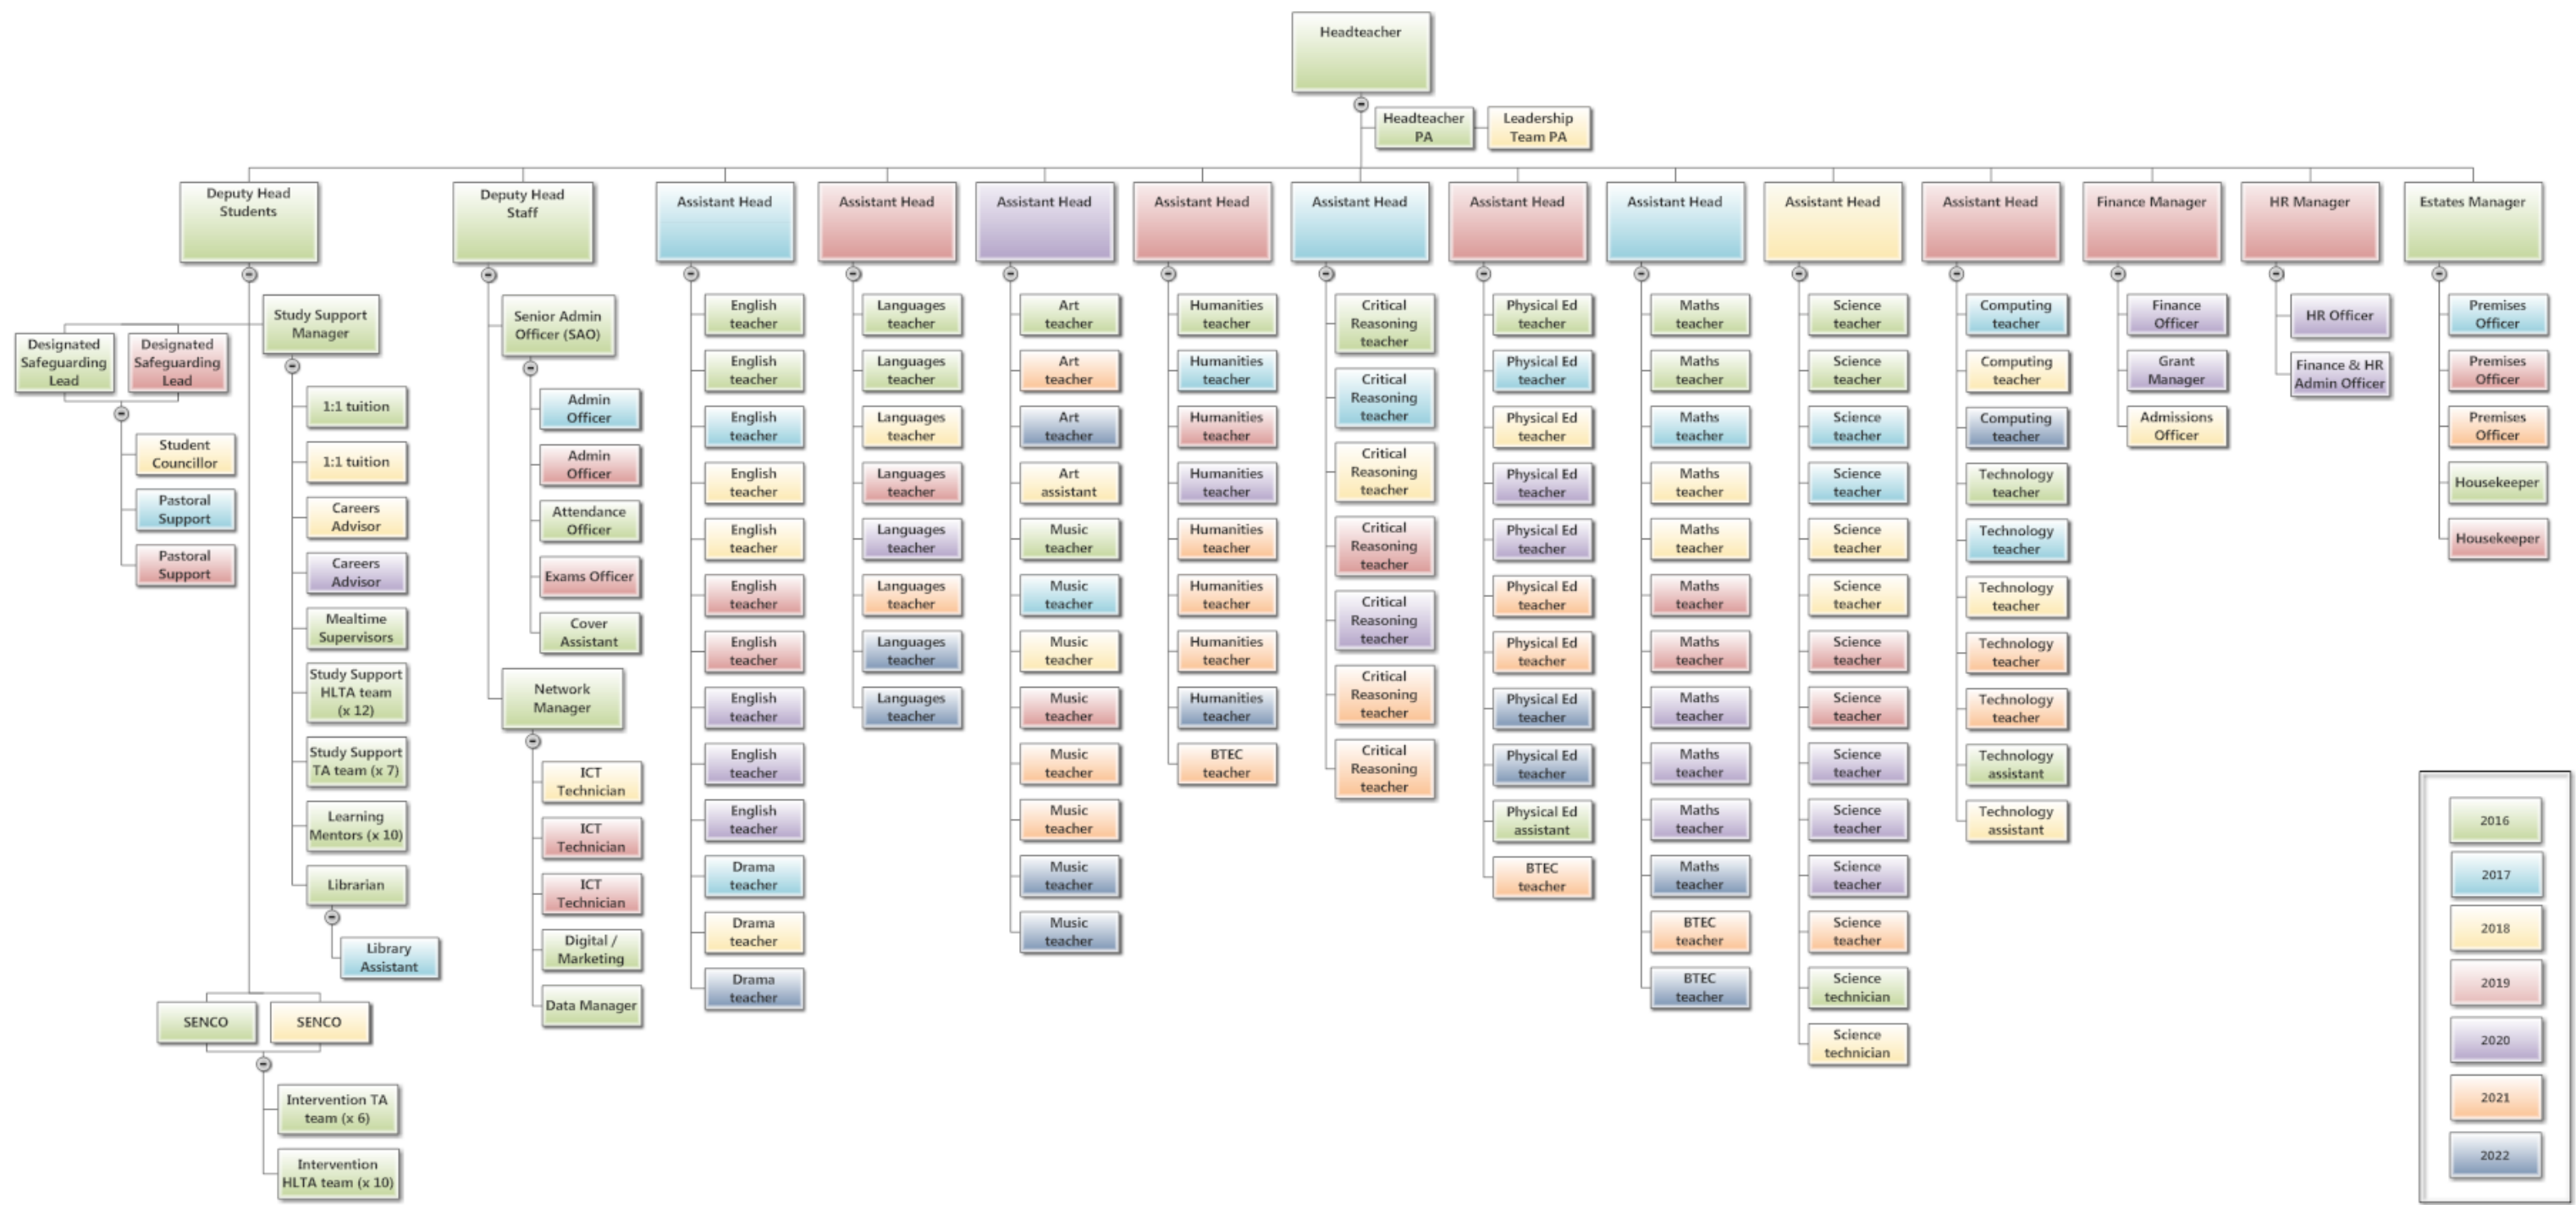 Headteacher
Headteacher
PA
Leadership
Team PA
Deputy Head
Students
Designated
Safeguarding
Lead
Designated
Safeguarding
Lead
Student
Councillor
Pastoral
Support
Pastoral
Support
Study Support
Manager
1:1 tuition
1:1 tuition
Careers
Advisor
Careers
Advisor
Mealtime
Supervisors
Study Support
HLTA team
(x 12)
Study Support
TA team (x 7)
Learning
Mentors (x 10)
Librarian
Library
Assistant
SENCO
SENCO
Intervention TA
team (x 6)
Intervention
HLTA team (x 10)
Deputy Head
Staff
Senior Admin
Officer (SAO)
Admin
Officer
Admin
Officer
Attendance
Officer
Exams Officer
Cover
Assistant
Network
Manager
ICT
Technician
ICT
Technician
ICT
Technician
Digital /
Marketing
Data Manager
Assistant Head
English
teacher
English
teacher
English
teacher
English
teacher
English
teacher
English
teacher
English
teacher
English
teacher
English
teacher
English
teacher
Drama
teacher
Drama
teacher
Drama
teacher
Assistant Head
Languages
teacher
Languages
teacher
Languages
teacher
Languages
teacher
Languages
teacher
Languages
teacher
Languages
teacher
Languages
teacher
Assistant Head
Art
teacher
Art
teacher
Art
teacher
Art
assistant
Music
teacher
Music
teacher
Music
teacher
Music
teacher
Music
teacher
Music
teacher
Music
teacher
Music
teacher
Assistant Head
Humanities
teacher
Humanities
teacher
Humanities
teacher
Humanities
teacher
Humanities
teacher
Humanities
teacher
Humanities
teacher
Humanities
teacher
BTEC
teacher
Assistant Head
Critical
Reasoning
teacher
Critical
Reasoning
teacher
Critical
Reasoning
teacher
Critical
Reasoning
teacher
Critical
Reasoning
teacher
Critical
Reasoning
teacher
Critical
Reasoning
teacher
Assistant Head
Physical Ed
teacher
Physical Ed
teacher
Physical Ed
teacher
Physical Ed
teacher
Physical Ed
teacher
Physical Ed
teacher
Physical Ed
teacher
Physical Ed
teacher
Physical Ed
teacher
Physical Ed
assistant
BTEC
teacher
Assistant Head
Maths
teacher
Maths
teacher
Maths
teacher
Maths
teacher
Maths
teacher
Maths
teacher
Maths
teacher
Maths
teacher
Maths
teacher
Maths
teacher
Maths
teacher
BTEC
teacher
BTEC
teacher
Assistant Head
Science
teacher
Science
teacher
Science
teacher
Science
teacher
Science
teacher
Science
teacher
Science
teacher
Science
teacher
Science
teacher
Science
teacher
Science
teacher
Science
teacher
Science
technician
Science
technician
Assistant Head
Computing
teacher
Computing
teacher
Computing
teacher
Technology
teacher
Technology
teacher
Technology
teacher
Technology
teacher
Technology
teacher
Technology
assistant
Technology
assistant
Finance Manager
Finance
Officer
Grant
Manager
Admissions
Officer
HR Manager
HR Officer
Finance & HR
Admin Officer
Estates Manager
Premises
Officer
Premises
Officer
Premises
Officer
Housekeeper
Housekeeper
2016
2017
2018
2019
2020
2021
2022